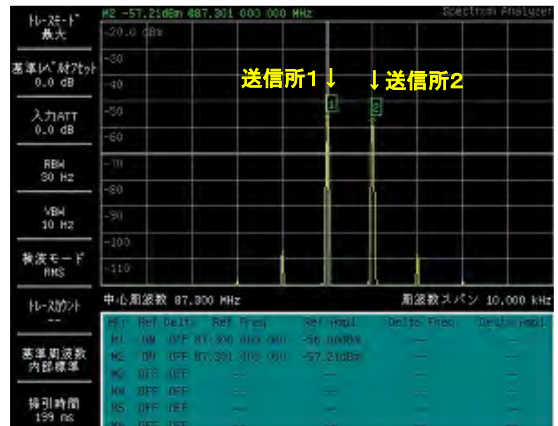 トレースモード
最大
基準レベルオフセット
0.0 dB
入力ATT
0.0 dB
RBW
30 Hz
VBW
10 Hz
検波モード
RMS
トレースカウント
--
基準周波数
内部標準
掃引時間
199 ms
M2 -57.21dBm @87.301 000 000 MHz
Spectrum Analyzer
-20.0 dBm
-30
-40
-50
-60
-70
-80
-90
-100
-110
送信所1↓
↓送信所2
1
2
中心周波数 87.300 MHz
周波数スパン 10.000 kHz
Mkr Ref Delta Ref Freq Ref Ampl Delta Freq Delta Ampl
M1 ON OFF 87.300 000 000
M2 ON OFF 87.301 000 000 -57.21dBm
M3 OFF OFF -- -- -- --
M4 OFF OFF -- -- -- --
M5 OFF OFF -- -- -- --